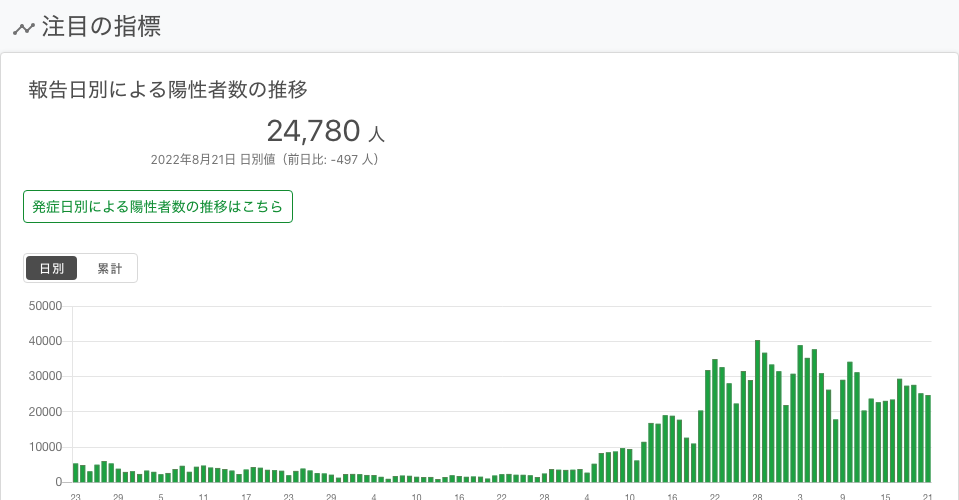 注目の指標
報告日別による陽性者数の推移
24,780 人
2022年8月21日 日別値（前日比: -497 人）
発症日別による陽性者数の推移はこちら
日別 累計
50000
40000
30000
20000
10000
0
23 29 5 11 17 23 29 4 10 16 22 28 4 10 16 22 28 3 9 15 21